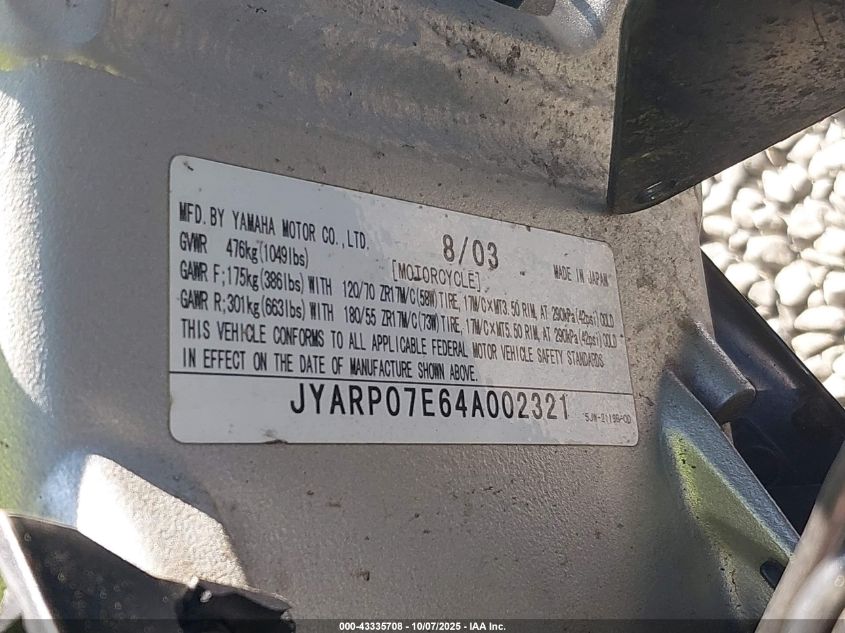 MFD. BY YAMAHA MOTOR CO., LTD. 8/03
GVWR 476kg(1049lbs) [MOTORCYCLE] MADE IN JAPAN
GAWR F;175kg(386lbs) WITH 120/70 ZR17M/C(58W) TIRE, 17M/C×MT3.50 RIM, AT 290kPa(42psi) COLD
GAWR R;301kg(663lbs) WITH 180/55 ZR17M/C(73W) TIRE, 17M/C×MT5.50 RIM, AT 290kPa(42psi) COLD
THIS VEHICLE CONFORMS TO ALL APPLICABLE FEDERAL MOTOR VEHICLE SAFETY STANDARDS
IN EFFECT ON THE DATE OF MANUFACTURE SHOWN ABOVE.
JYARP07E64A002321
000-43335708 | 10/07/2025 - IAA Inc.